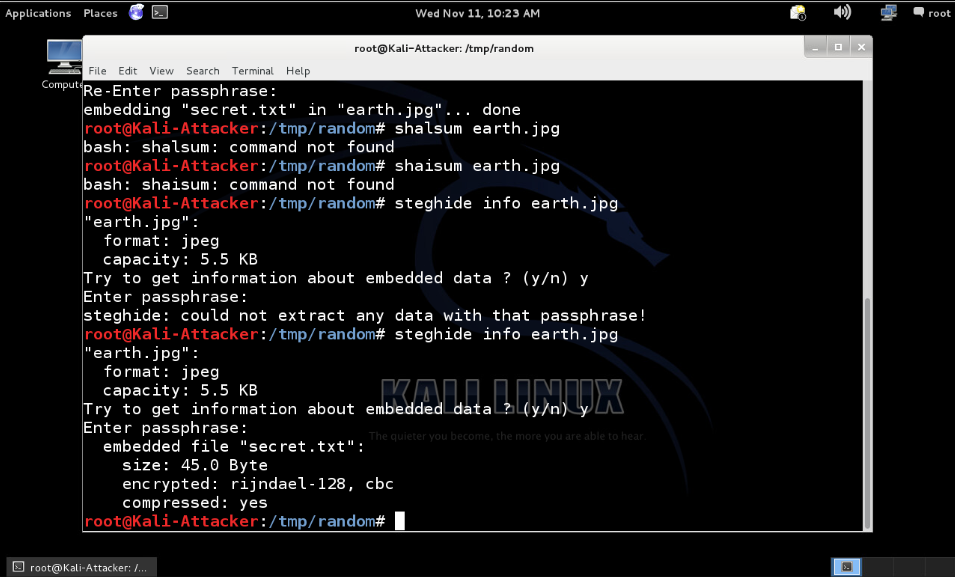 Applications Places Wed Nov 11, 10:23 AM root
Compute
root@Kali-Attacker: /tmp/random
File Edit View Search Terminal Help
Re-Enter passphrase:
embedding "secret.txt" in "earth.jpg"... done
root@Kali-Attacker:/tmp/random# shalsum earth.jpg
bash: shalsum: command not found
root@Kali-Attacker:/tmp/random# shaisum earth.jpg
bash: shaisum: command not found
root@Kali-Attacker:/tmp/random# steghide info earth.jpg
"earth.jpg":
  format: jpeg
  capacity: 5.5 KB
Try to get information about embedded data ? (y/n) y
Enter passphrase:
steghide: could not extract any data with that passphrase!
root@Kali-Attacker:/tmp/random# steghide info earth.jpg
"earth.jpg":
  format: jpeg
  capacity: 5.5 KB
KALI LINUX
Try to get information about embedded data ? (y/n) y
Enter passphrase:
The quieter you become, the more you are able to hear.
  embedded file "secret.txt":
    size: 45.0 Byte
    encrypted: rijndael-128, cbc
    compressed: yes
root@Kali-Attacker:/tmp/random#
root@Kali-Attacker: /...